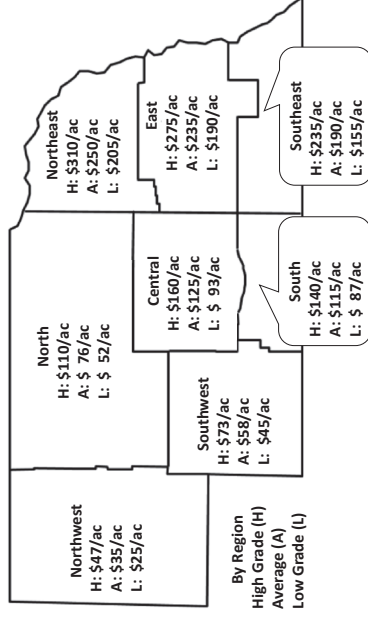 Northwest
H: $47/ac
A: $35/ac
L: $25/ac
North
H: $110/ac
A: $ 76/ac
L: $ 52/ac
Northeast
H: $310/ac
A: $250/ac
L: $205/ac
Central
H: $160/ac
A: $125/ac
L: $ 93/ac
East
H: $275/ac
A: $235/ac
L: $190/ac
Southwest
H: $73/ac
A: $58/ac
L: $45/ac
South
H: $140/ac
A: $115/ac
L: $ 87/ac
Southeast
H: $235/ac
A: $190/ac
L: $155/ac
By Region
High Grade (H)
Average (A)
Low Grade (L)